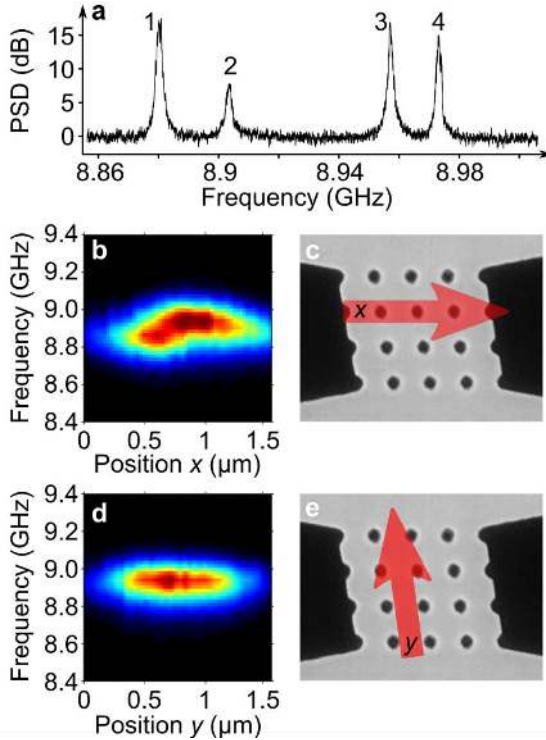 a
1
2
3
4
15
10
5
0
PSD (dB)
8.86
8.9
8.94
8.98
Frequency (GHz)
b
9.4
9.2
9.0
8.8
8.6
8.4
Frequency (GHz)
0
0.5
1
1.5
Position x (μm)
c
x
d
9.4
9.2
9.0
8.8
8.6
8.4
Frequency (GHz)
0
0.5
1
1.5
Position y (μm)
e
y